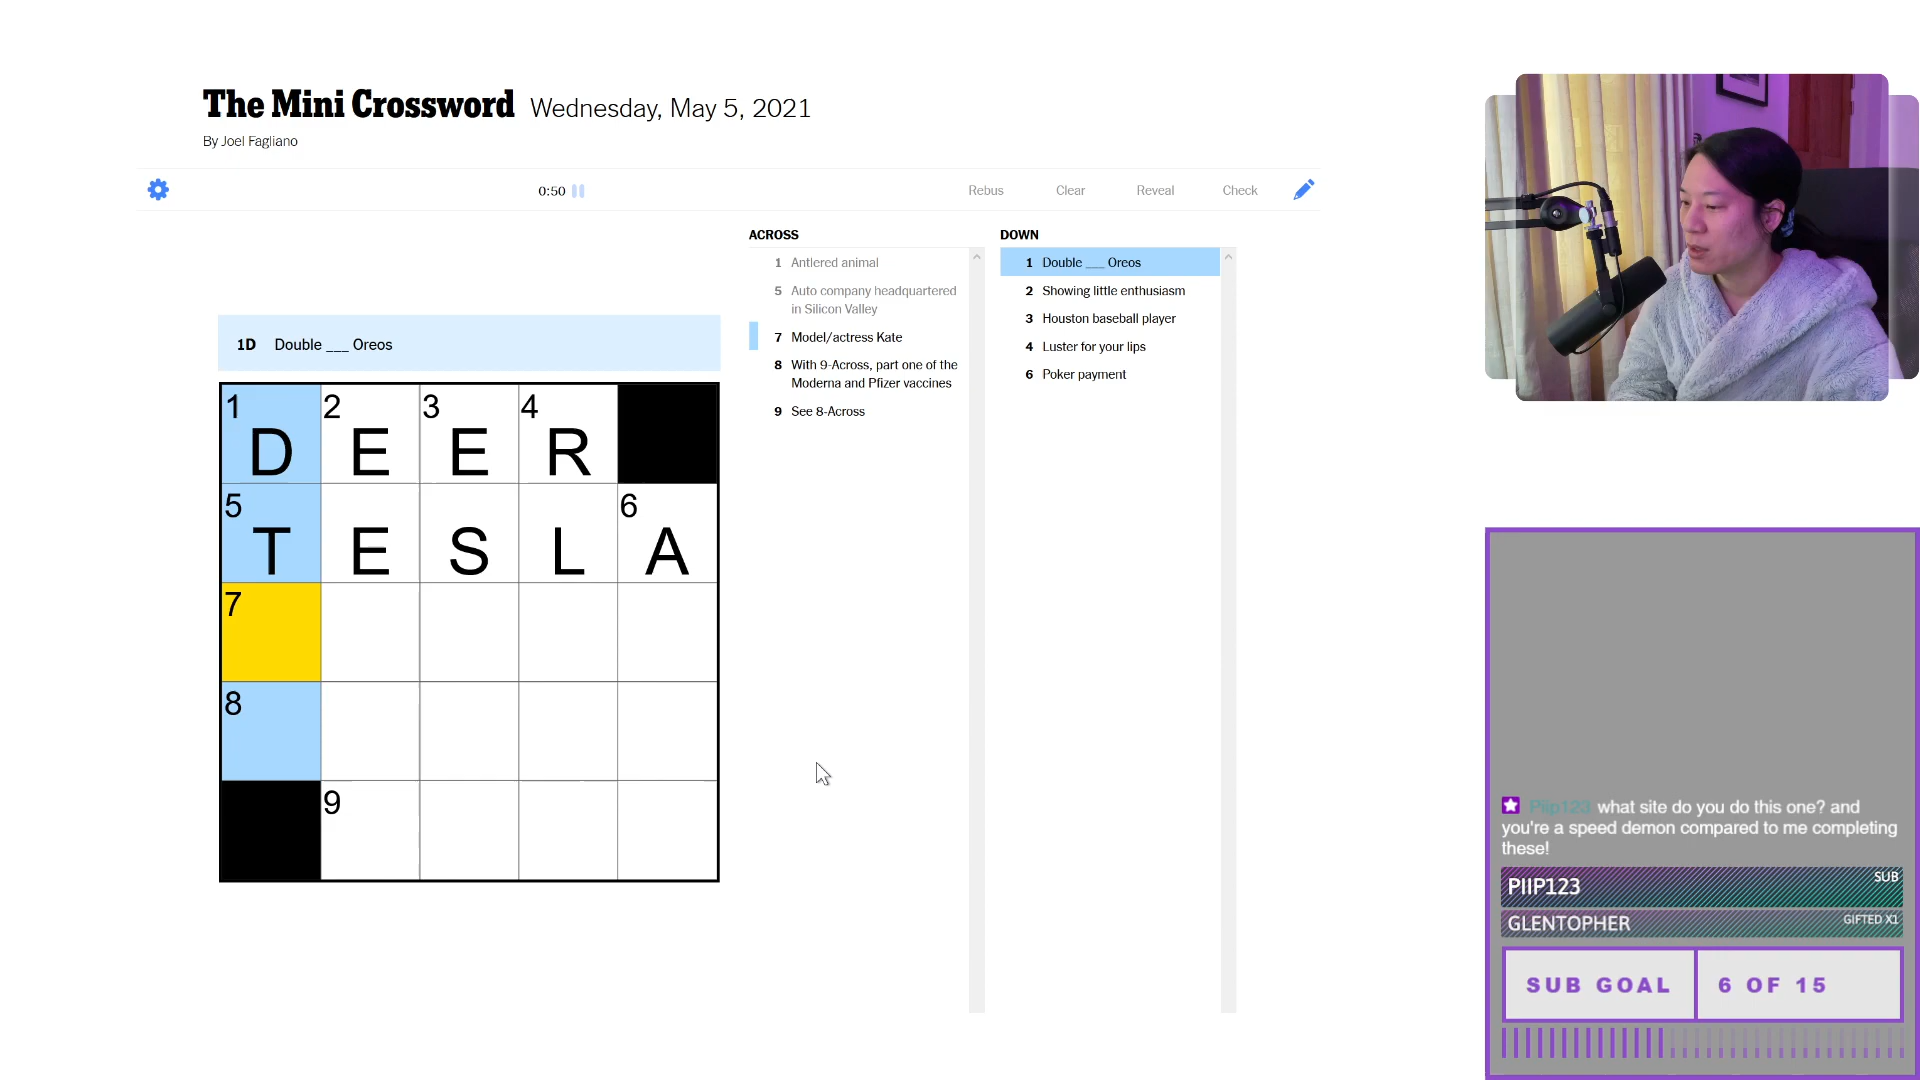 The Mini Crossword Wednesday, May 5, 2021
By Joel Fagliano
0:50
Rebus
Clear
Reveal
Check
1D Double ___ Oreos
1 D 2 E 3 E 4 R
5 T E S L 6 A
7
8
9
ACROSS
1 Antlered animal
5 Auto company headquartered
in Silicon Valley
7 Model/actress Kate
8 With 9-Across, part one of the
Moderna and Pfizer vaccines
9 See 8-Across
DOWN
1 Double ___ Oreos
2 Showing little enthusiasm
3 Houston baseball player
4 Luster for your lips
6 Poker payment
Piip123 what site do you do this one? and
you're a speed demon compared to me completing
these!
PIIP123 SUB
GLENTOPHER GIFTED X1
SUB GOAL 6 OF 15